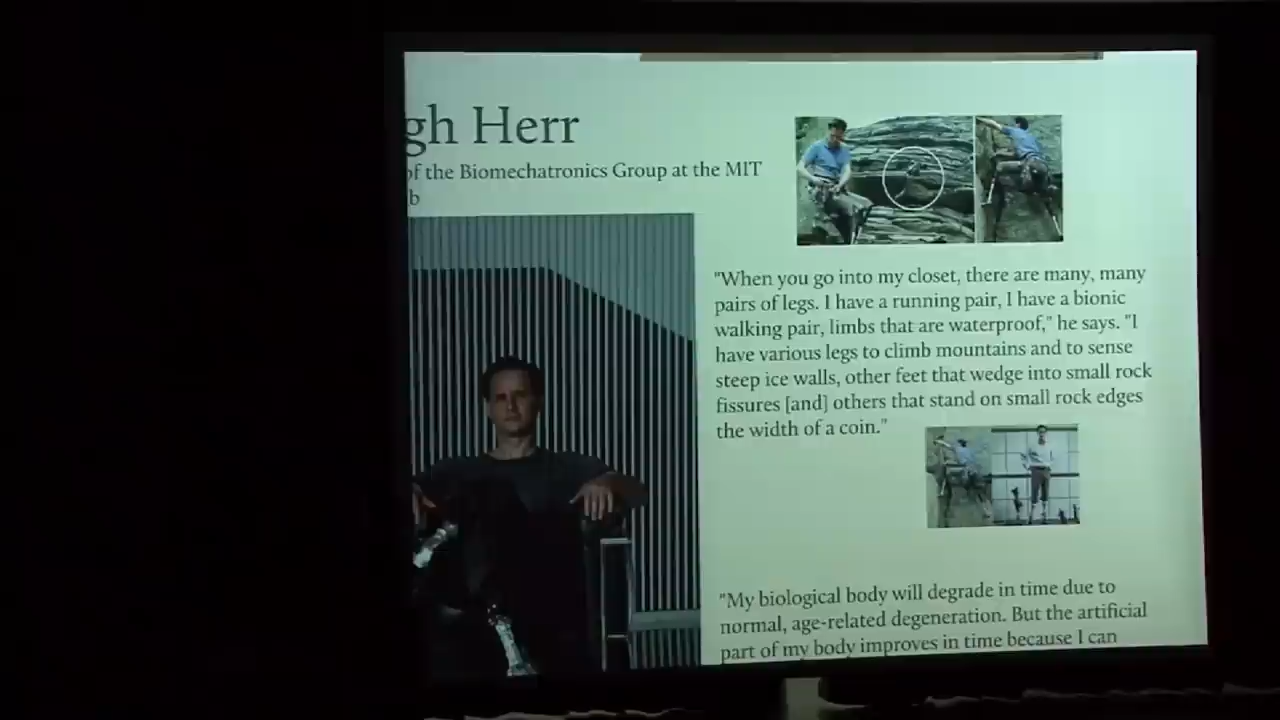 gh Herr
of the Biomechatronics Group at the MIT
b
"When you go into my closet, there are many, many
pairs of legs. I have a running pair, I have a bionic
walking pair, limbs that are waterproof," he says. "I
have various legs to climb mountains and to sense
steep ice walls, other feet that wedge into small rock
fissures [and] others that stand on small rock edges
the width of a coin."
"My biological body will degrade in time due to
normal, age-related degeneration. But the artificial
part of my body improves in time because I can